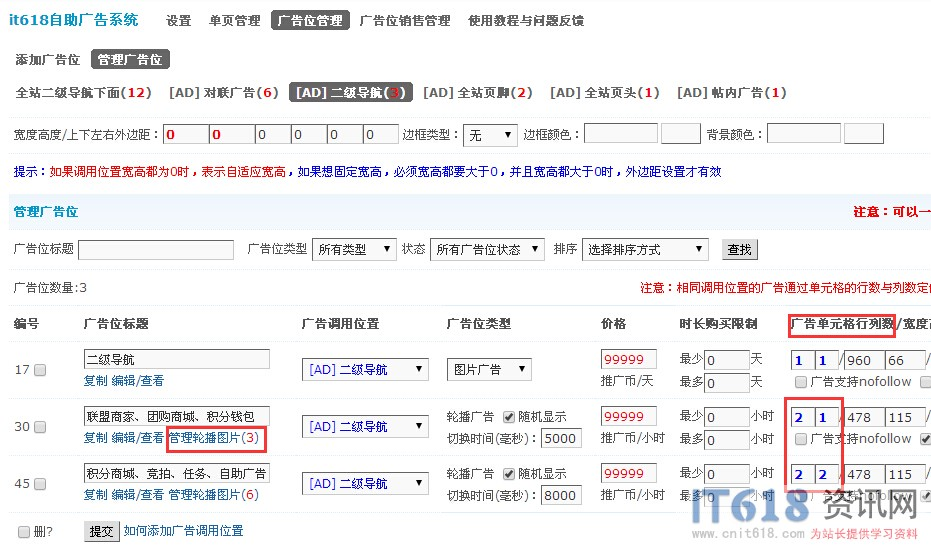 it618自助广告系统 设置 单页管理 广告位管理 广告位销售管理 使用教程与问题反馈
添加广告位 管理广告位
全站二级导航下面(12) [AD] 对联广告(6) [AD] 二级导航(3) [AD] 全站页脚(2) [AD] 全站页头(1) [AD] 帖内广告(1)
宽度高度/上下左右外边距: 0 0 0 0 0 0 边框类型: 无 边框颜色: 背景颜色:
提示:如果调用位置宽高都为0时,表示自适应宽高,如果想固定宽高,必须宽高都要大于0,并且宽高都大于0时,外边距设置才有效
管理广告位 注意:可以一
广告位标题 广告位类型 所有类型 状态 所有广告位状态 排序 选择排序方式 查找
广告位数量:3 注意:相同调用位置的广告通过单元格的行数与列数定位
编号 广告位标题 广告调用位置 广告位类型 价格 时长购买限制 广告单元格行列数/宽度高
17 二级导航 [AD] 二级导航 图片广告 99999 最少 0 天 1 1 / 960 66 /
复制 编辑/查看 推广币/天 最多 0 广告支持nofollow
30 联盟商家、团购商城、积分钱包 [AD] 二级导航 轮播广告 随机显示 99999 最少 0 小时 2 1 / 478 115 /
复制 编辑/查看 管理轮播图片(3) 切换时间(毫秒): 5000 推广币/小时 最多 0 小时 广告支持nofollow
45 积分商城、竞拍、任务、自助广告 [AD] 二级导航 轮播广告 随机显示 99999 最少 0 小时 2 2 / 478 115 /
复制 编辑/查看 管理轮播图片(6) 切换时间(毫秒): 8000 推广币/小时 最多 0 小时 广告支持nofollow
删? 提交 如何添加广告调用位置
IT618 资讯网
www.cnit618.com 为站长提供学习资料